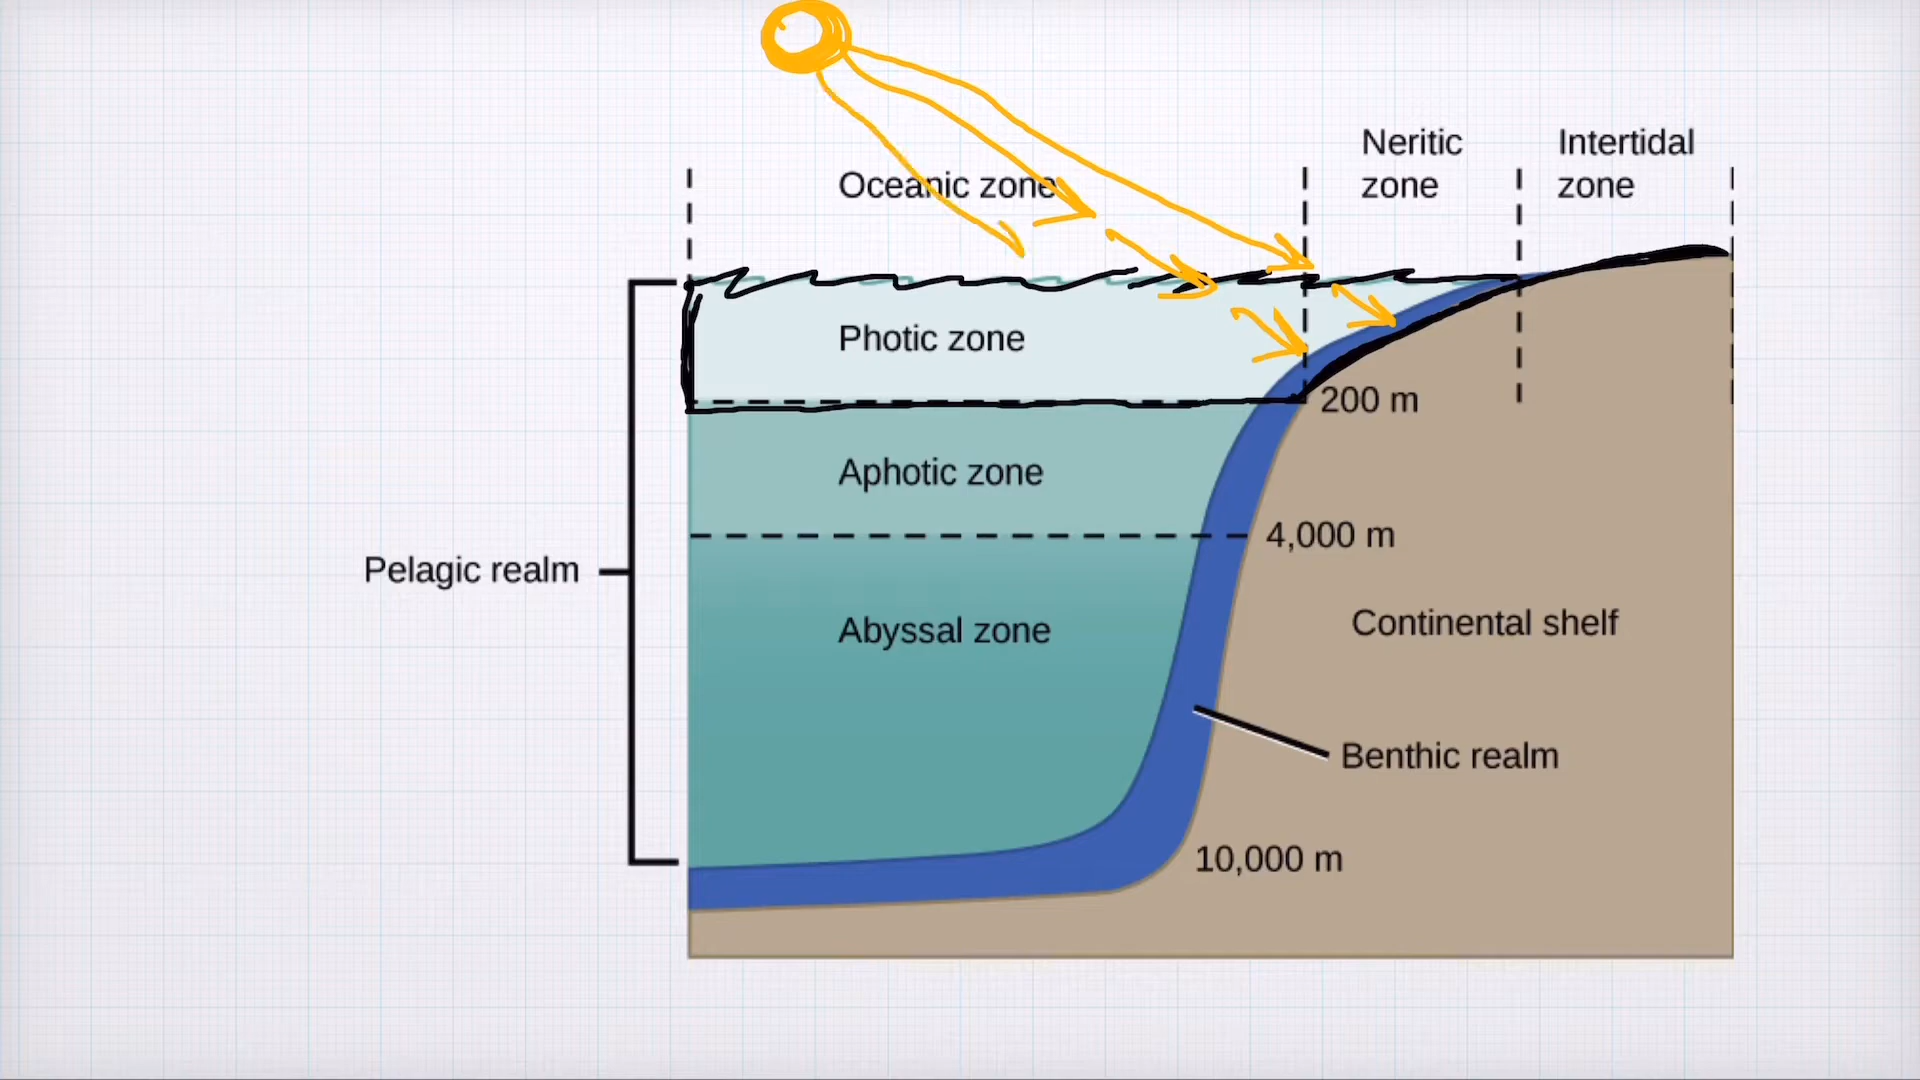 Neritic
zone
Intertidal
zone
Oceanic zone
Photic zone
200 m
Aphotic zone
4,000 m
Pelagic realm
Abyssal zone
Continental shelf
Benthic realm
10,000 m